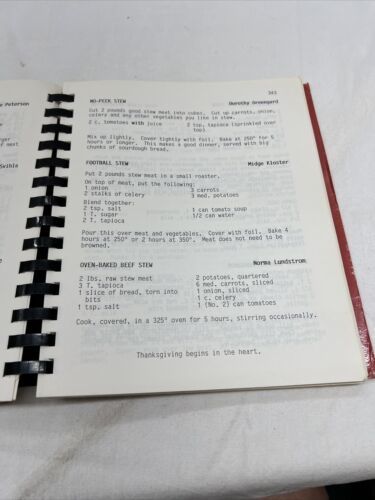 e Peterson
Svihla
343
NO-PEEK STEW Dorothy Greengard
Cut 2 pounds good stew meat into cubes. Cut up carrots, onion,
celery and any other vegetables you like in stew.
2 c. tomatoes with juice 2 tsp. tapioca (sprinkled over
top).
Mix up lightly. Cover tightly with foil. Bake at 250° for 5
hours or longer. This makes a good dinner, served with big
chunks of sourdough bread.
FOOTBALL STEW Midge Kloster
Put 2 pounds stew meat in a small roaster.
On top of meat, put the following:
1 onion 3 carrots
2 stalks of celery 3 med. potatoes
Blend together:
2 tsp. salt 1 can tomato soup
1 T. sugar 1/2 can water
2 T. tapioca
Pour this over meat and vegetables. Cover with foil. Bake 4
hours at 250° or 2 hours at 350°. Meat does not need to be
browned.
OVEN-BAKED BEEF STEW Norma Lundstrom
2 lbs. raw stew meat 2 potatoes, quartered
3 T. tapioca 6 med. carrots, sliced
1 slice of bread, torn into 1 onion, sliced
bits 1 c. celery
1 tsp. salt 1 (No. 2) can tomatoes
Cook, covered, in a 325° oven for 5 hours, stirring occasionally.
Thanksgiving begins in the heart.